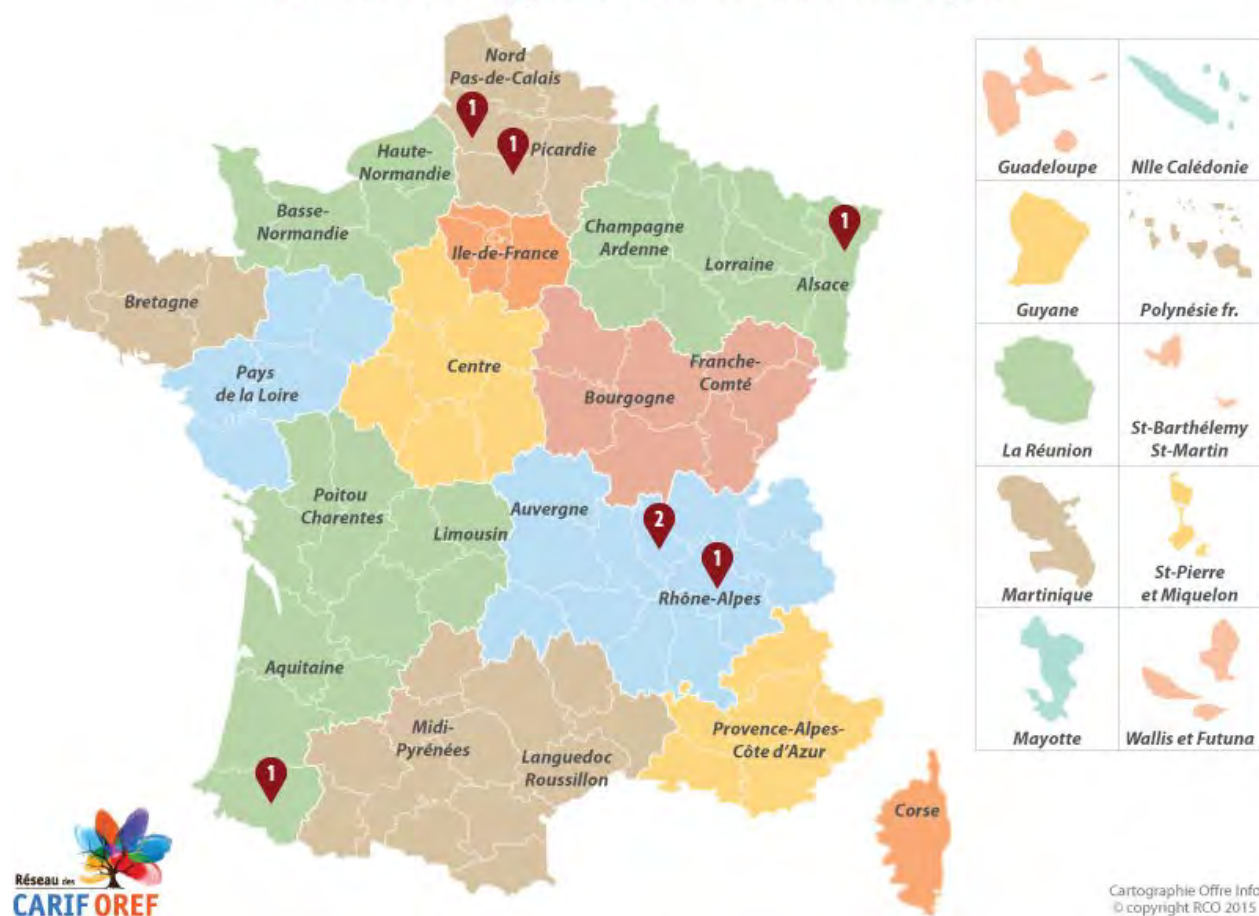 Nord
Pas-de-Calais
1
1
Picardie
Haute-
Normandie
Basse-
Normandie
Ile-de-France
Champagne
Ardenne
Lorraine
1
Alsace
Bretagne
Pays
de la Loire
Centre
Bourgogne
Franche-
Comté
Poitou
Charentes
Limousin
Auvergne
2
1
Rhône-Alpes
Aquitaine
Midi-
Pyrénées
Languedoc
Roussillon
Provence-Alpes-
Côte d'Azur
1
Corse
Guadeloupe
Nlle Calédonie
Guyane
Polynésie fr.
La Réunion
St-Barthélemy
St-Martin
Martinique
St-Pierre
et Miquelon
Mayotte
Wallis et Futuna
Réseau des
CARIF OREF
Cartographie Offre Info
© copyright RCO 2015